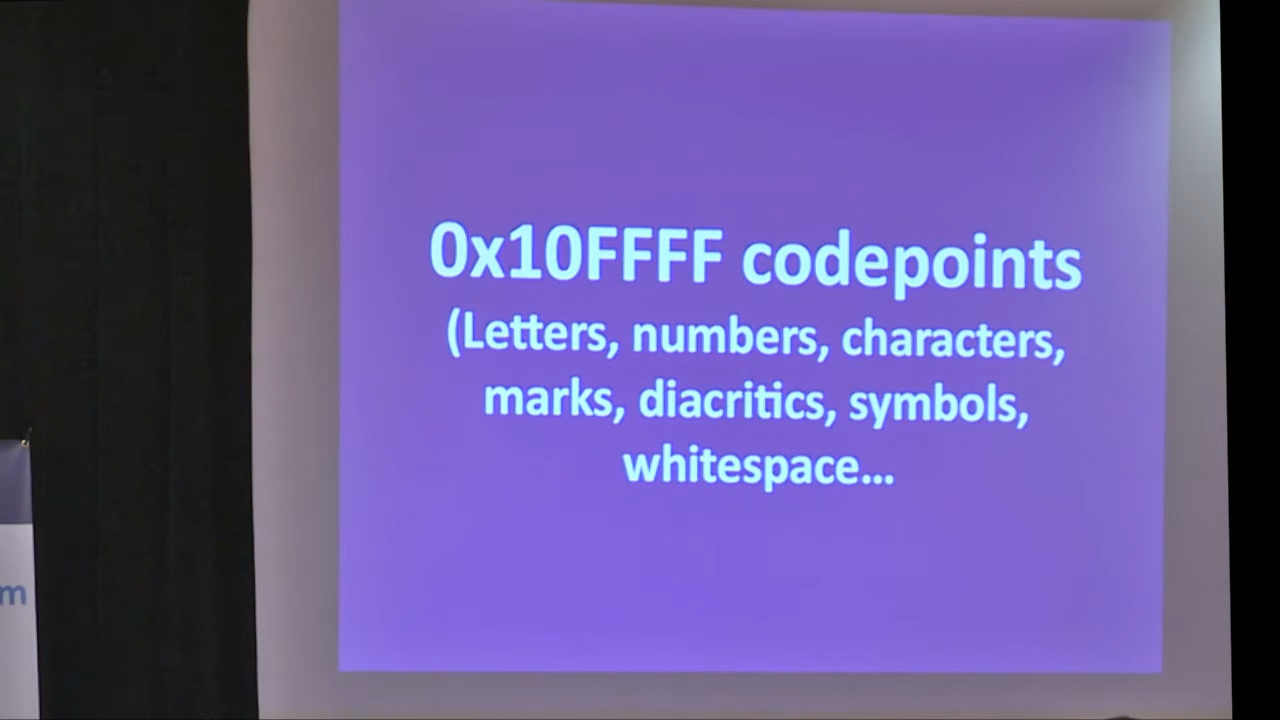 0x10FFFF codepoints
(Letters, numbers, characters,
marks, diacritics, symbols,
whitespace...
m